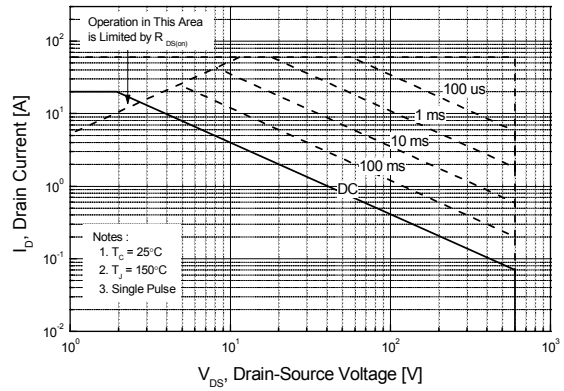 Operation in This Area
is Limited by R DS(on)
10²
10¹
10⁰
10⁻¹
10⁻²
I_D, Drain Current [A]
100 us
1 ms
10 ms
100 ms
DC
Notes :
1. T_C = 25°C
2. T_J = 150°C
3. Single Pulse
10⁰
10¹
10²
10³
V_DS, Drain-Source Voltage [V]